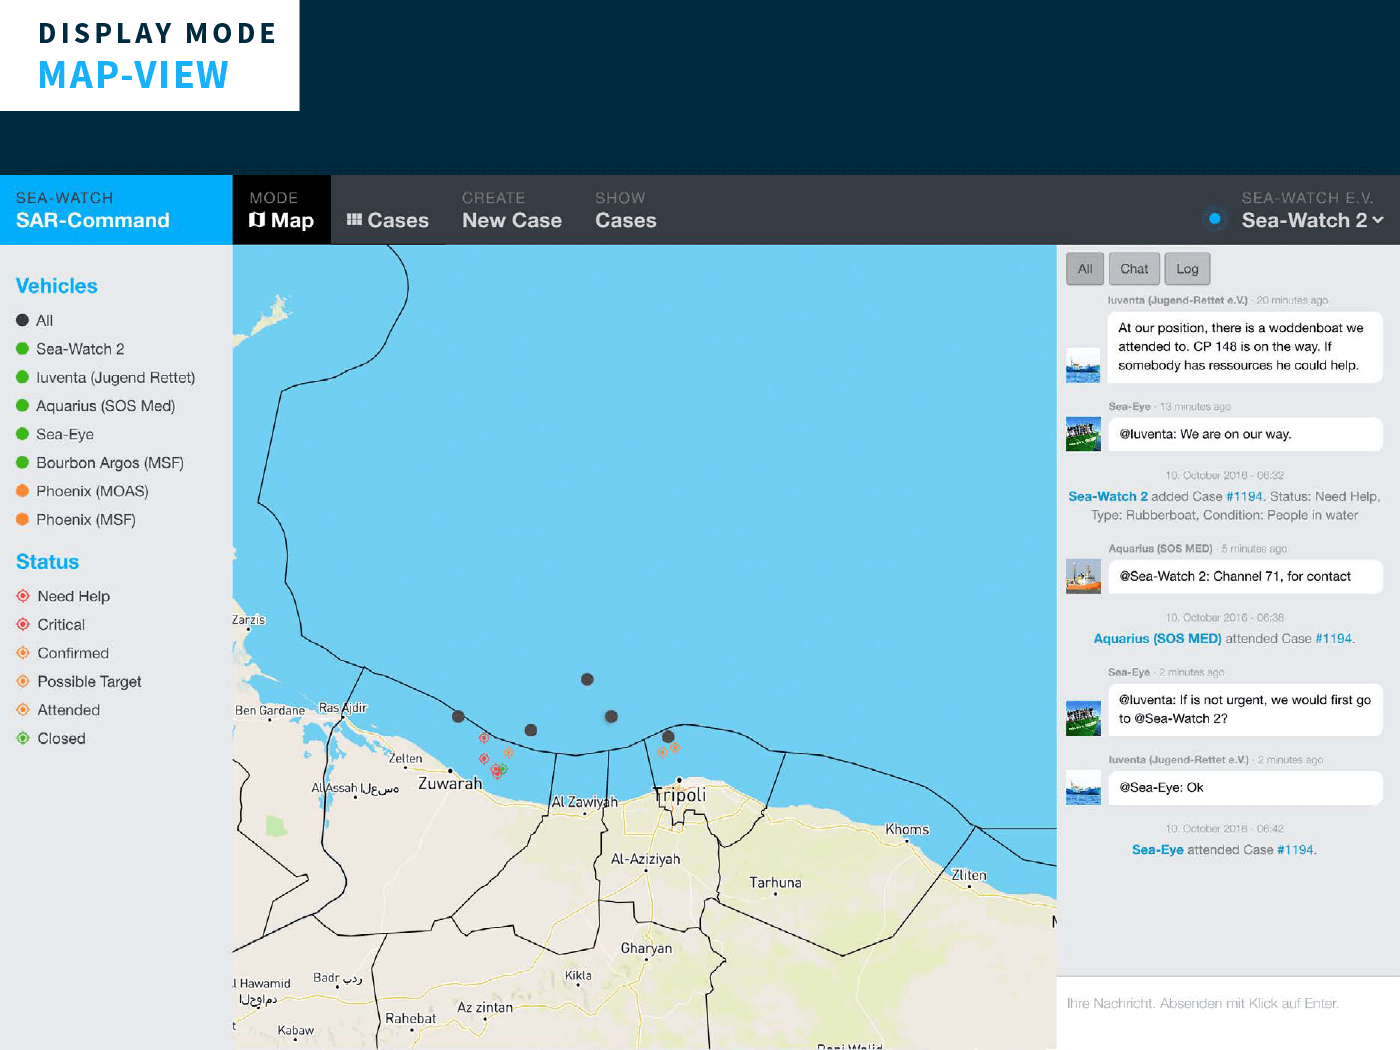 DISPLAY MODE
MAP-VIEW
SEA-WATCH
SAR-Command
MODE
Map
Cases
CREATE
New Case
SHOW
Cases
SEA-WATCH E.V.
Sea-Watch 2
Vehicles
All
Sea-Watch 2
Iuventa (Jugend Rettet)
Aquarius (SOS Med)
Sea-Eye
Bourbon Argos (MSF)
Phoenix (MOAS)
Phoenix (MSF)
Status
Need Help
Critical
Confirmed
Possible Target
Attended
Closed
Zarzis
Ben Gardane
Ras Ajdir
Zelten
Al Assah العسة
Zuwarah
Al Zawiyah
Tripoli
Khoms
Al-Aziziyah
Tarhuna
Zliten
Gharyan
Kikla
Badr بدر
l Hawamid
الحوامد
Az zintan
Rahebat
Kabaw
Bani Walid
All
Chat
Log
Iuventa (Jugend-Rettet e.V.) - 20 minutes ago
At our position, there is a woddenboat we
attended to. CP 148 is on the way. If
somebody has ressources he could help.
Sea-Eye - 13 minutes ago
@Iuventa: We are on our way.
10. October 2016 - 06:32
Sea-Watch 2 added Case #1194. Status: Need Help,
Type: Rubberboat, Condition: People in water
Aquarius (SOS MED) - 5 minutes ago
@Sea-Watch 2: Channel 71, for contact
10. October 2016 - 06:38
Aquarius (SOS MED) attended Case #1194.
Sea-Eye - 2 minutes ago
@Iuventa: If is not urgent, we would first go
to @Sea-Watch 2?
Iuventa (Jugend-Rettet e.V.) - 2 minutes ago
@Sea-Eye: Ok
10. October 2016 - 06:42
Sea-Eye attended Case #1194.
Ihre Nachricht. Absenden mit Klick auf Enter.